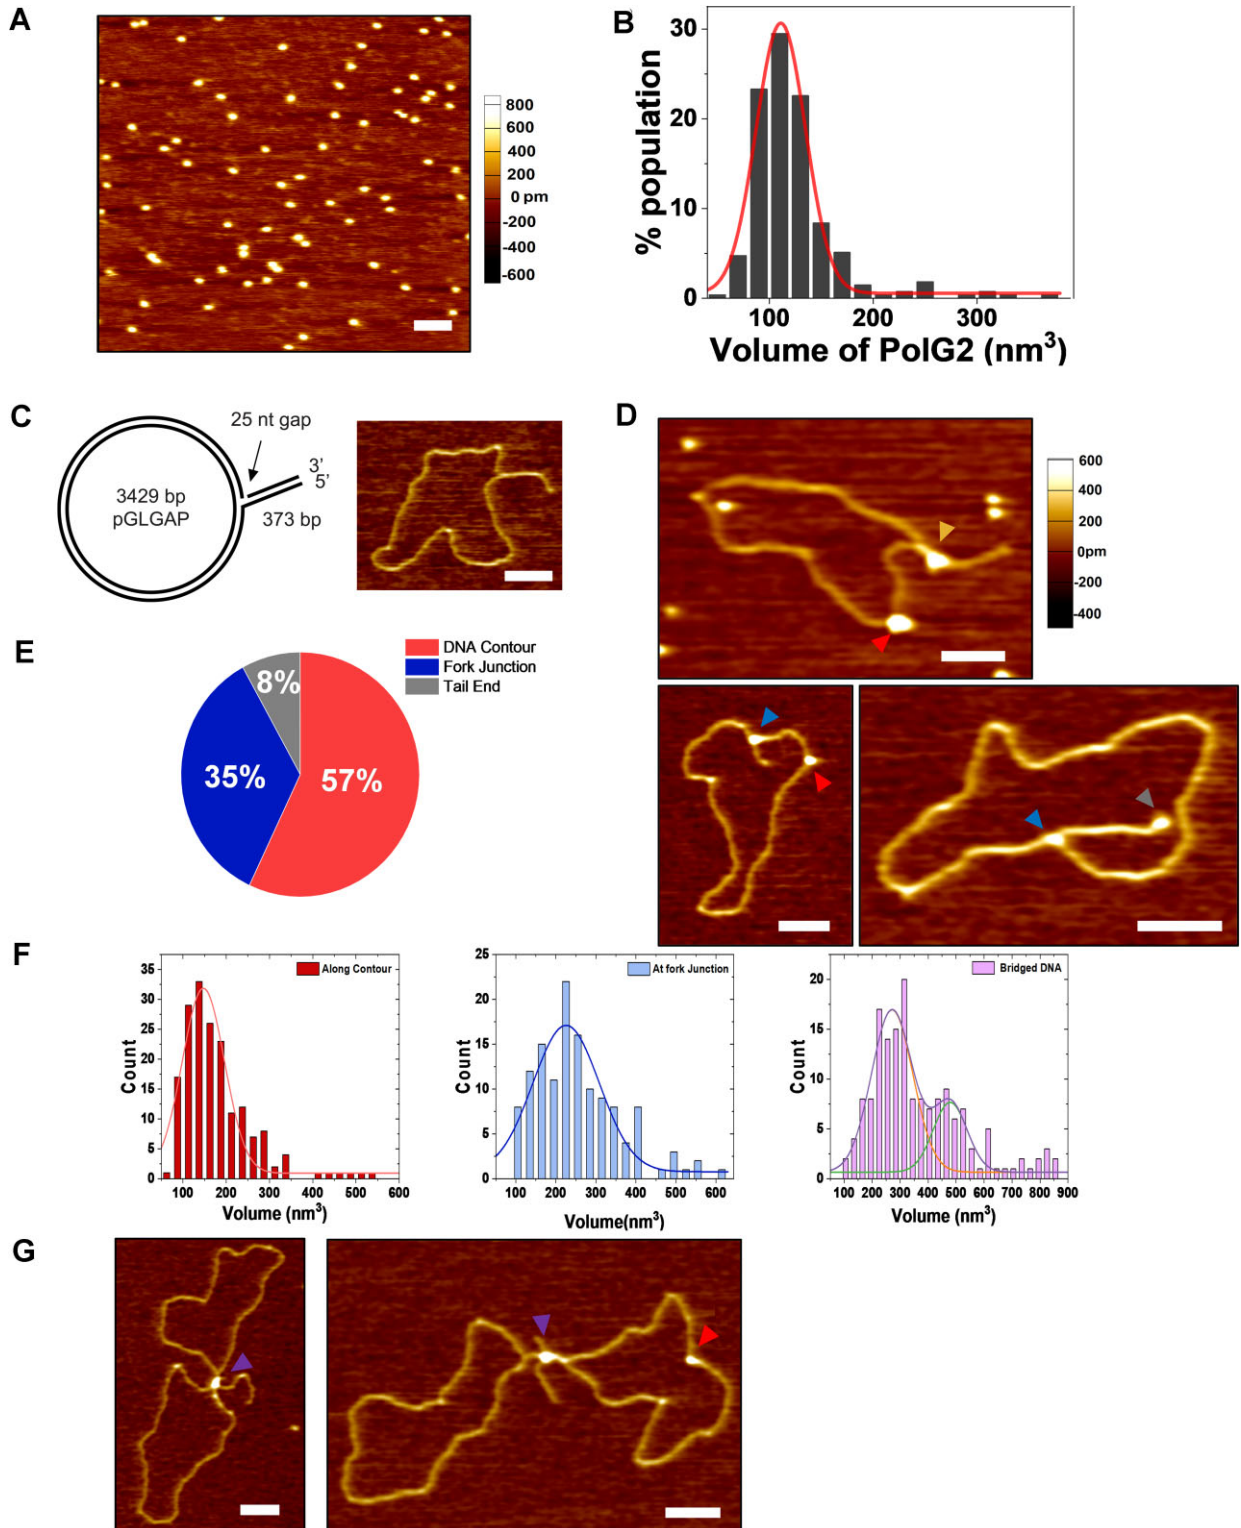 A
800
600
400
200
0 pm
-200
-400
-600
B
% population
30
20
10
0
100
200
300
Volume of PolG2 (nm³)
C
25 nt gap
3429 bp
pGLGAP
3'
5'
373 bp
D
600
400
200
0pm
-200
-400
E
DNA Contour
Fork Junction
Tail End
8%
35%
57%
F
Count
35
30
25
20
15
10
5
0
Along Contour
100 200 300 400 500 600
Volume (nm³)
Count
25
20
15
10
5
0
At fork Junction
100 200 300 400 500 600
Volume(nm³)
Count
20
15
10
5
0
Bridged DNA
100 200 300 400 500 600 700 800 900
Volume (nm³)
G